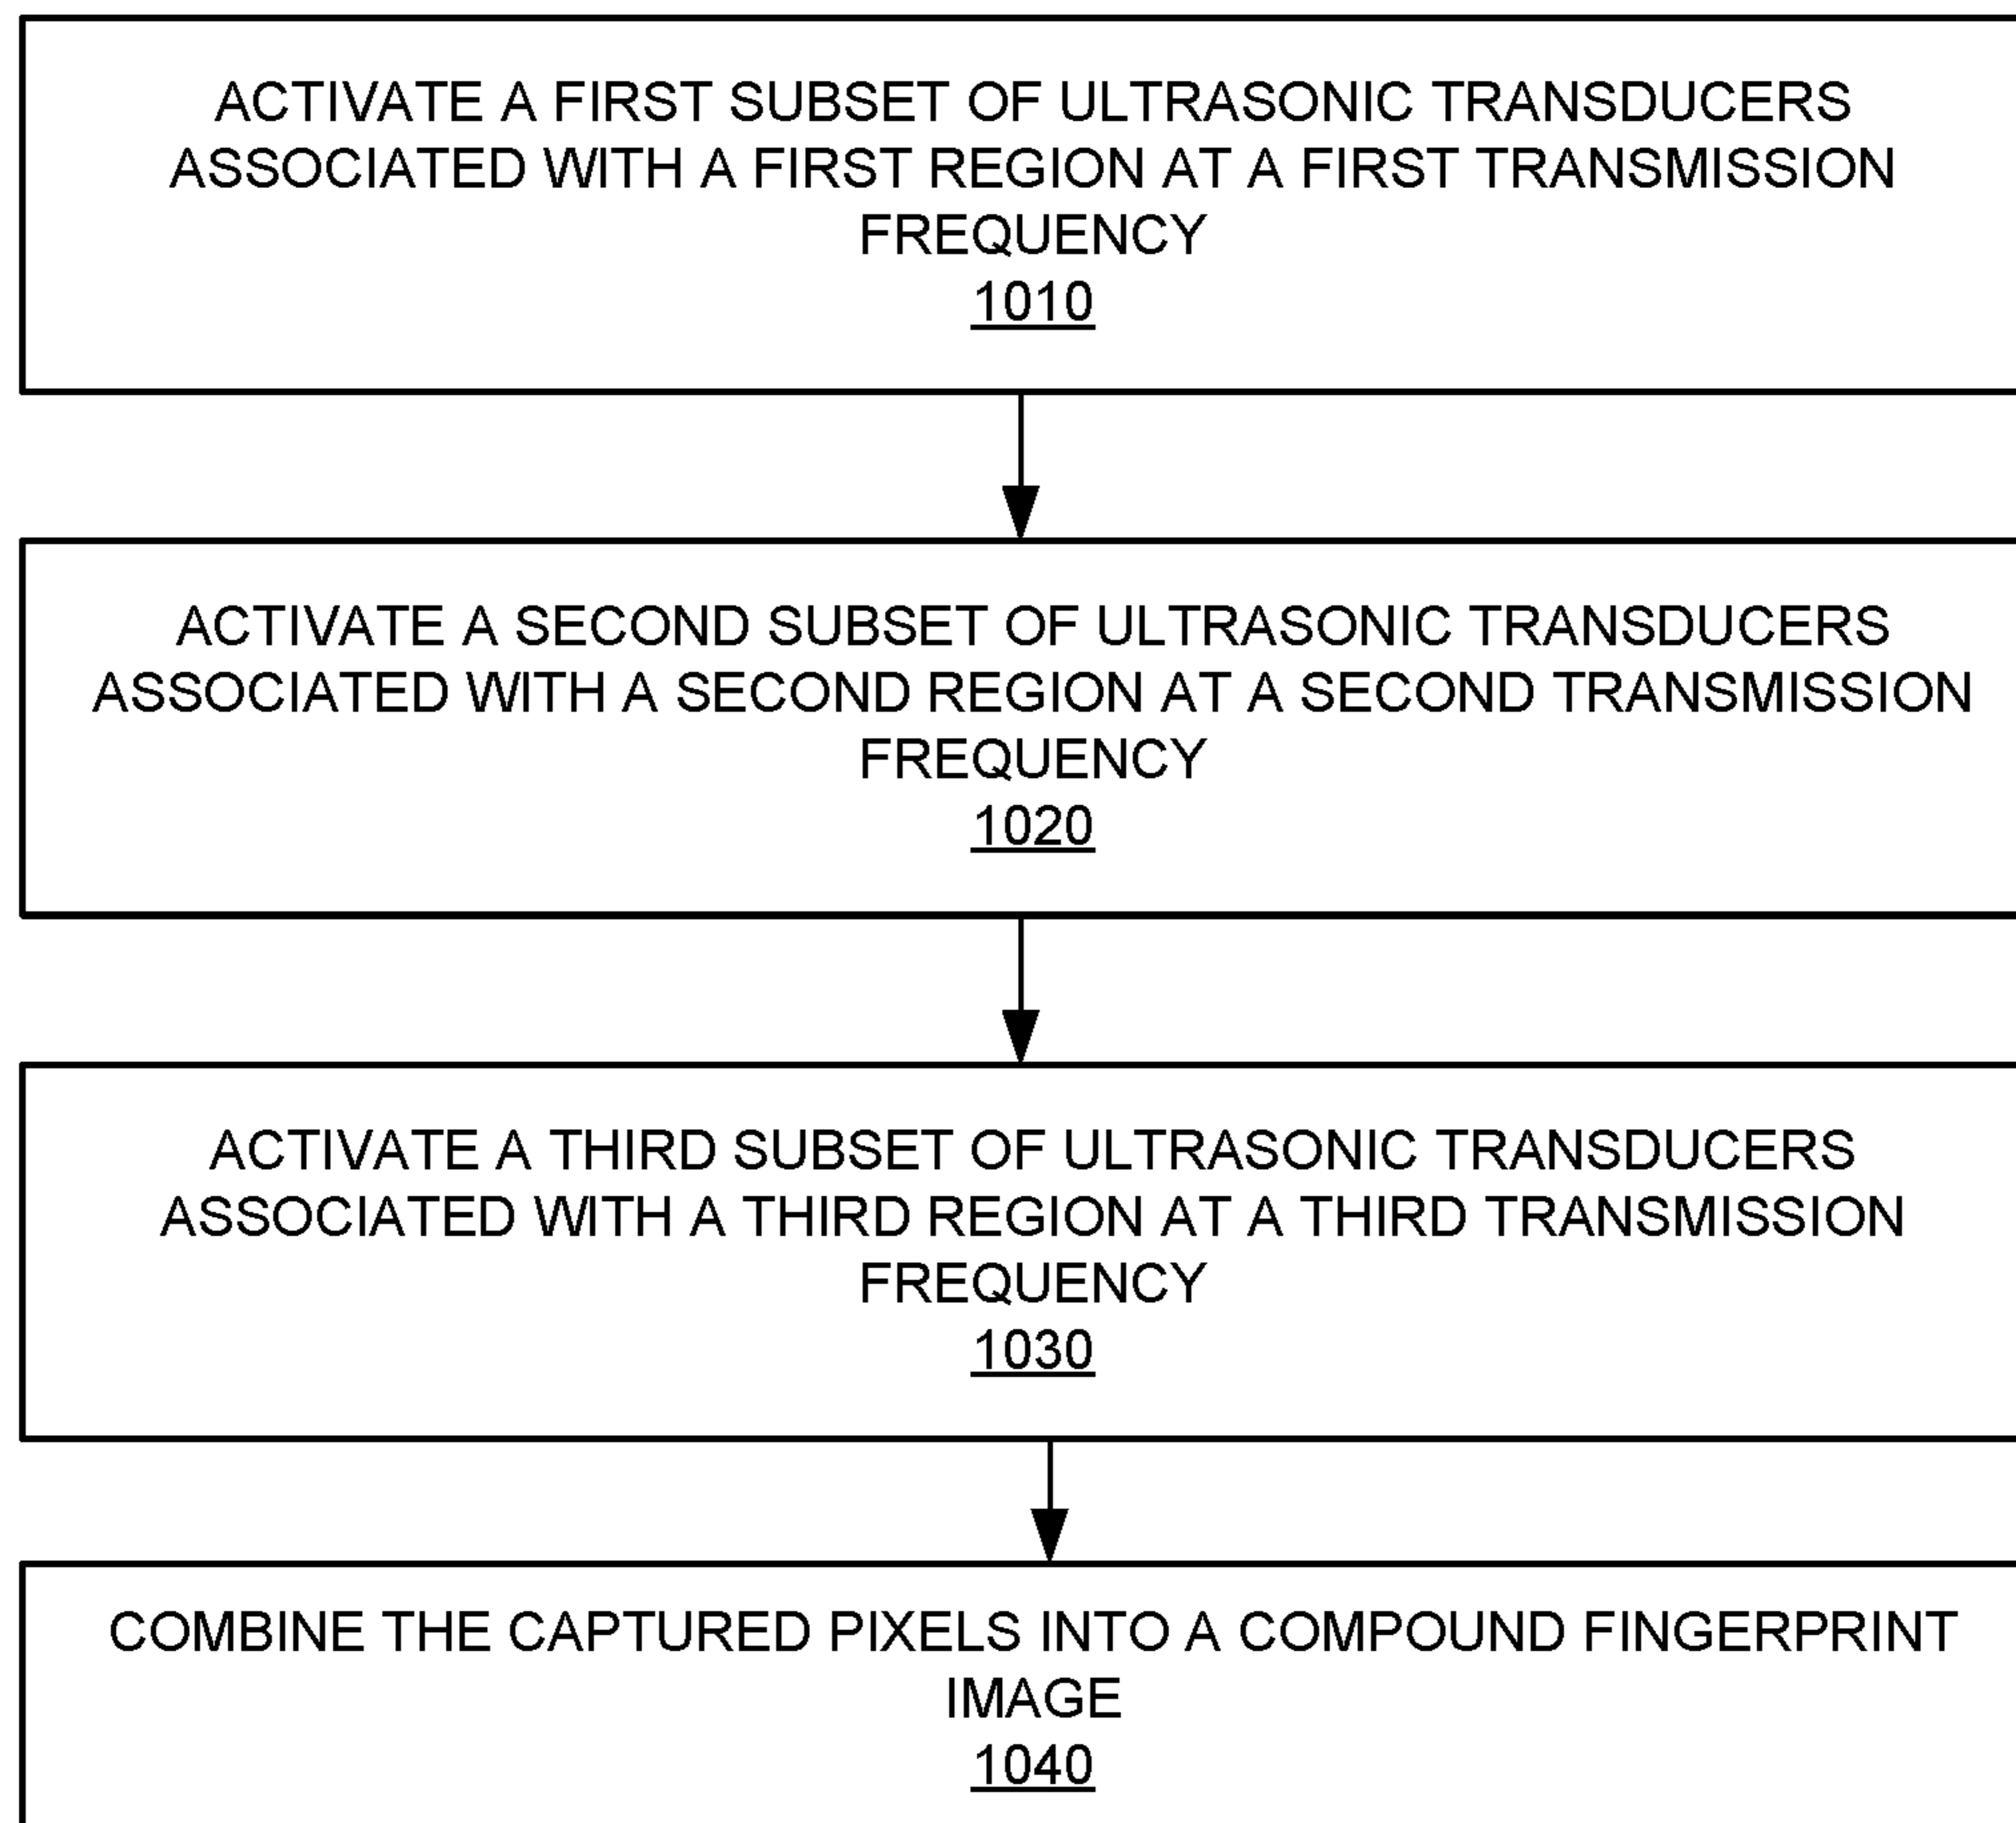 ACTIVATE A FIRST SUBSET OF ULTRASONIC TRANSDUCERS
ASSOCIATED WITH A FIRST REGION AT A FIRST TRANSMISSION
FREQUENCY
1010
ACTIVATE A SECOND SUBSET OF ULTRASONIC TRANSDUCERS
ASSOCIATED WITH A SECOND REGION AT A SECOND TRANSMISSION
FREQUENCY
1020
ACTIVATE A THIRD SUBSET OF ULTRASONIC TRANSDUCERS
ASSOCIATED WITH A THIRD REGION AT A THIRD TRANSMISSION
FREQUENCY
1030
COMBINE THE CAPTURED PIXELS INTO A COMPOUND FINGERPRINT
IMAGE
1040